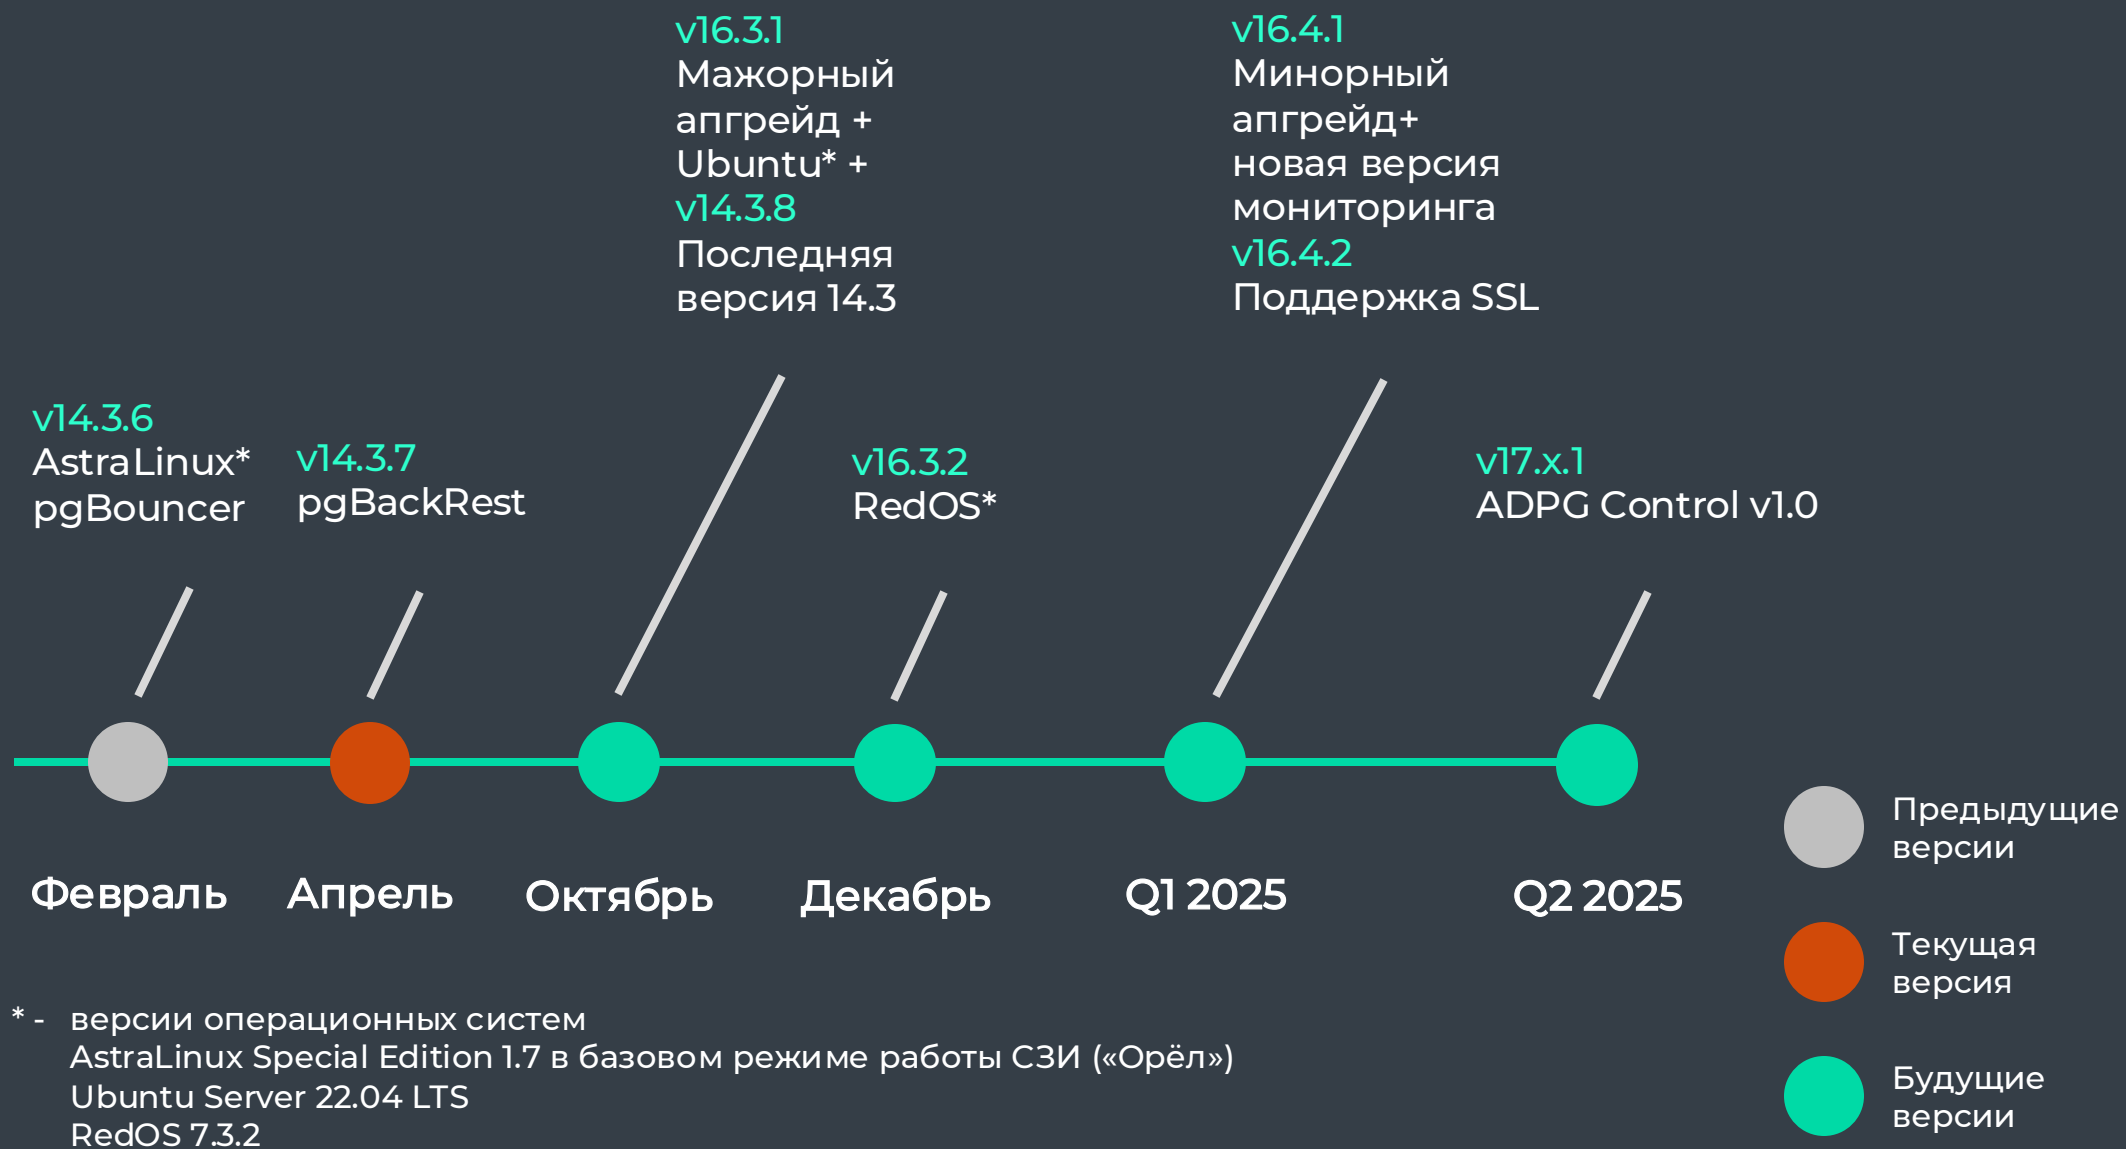 v16.3.1
Мажорный
апгрейд +
Ubuntu* +
v14.3.8
Последняя
версия 14.3
v16.4.1
Минорный
апгрейд+
новая версия
мониторинга
v16.4.2
Поддержка SSL
v14.3.6
AstraLinux*
pgBouncer
v14.3.7
pgBackRest
v16.3.2
RedOS*
v17.x.1
ADPG Control v1.0
Февраль
Апрель
Октябрь
Декабрь
Q1 2025
Q2 2025
Предыдущие
версии
Текущая
версия
Будущие
версии
* - версии операционных систем
AstraLinux Special Edition 1.7 в базовом режиме работы СЗИ («Орёл»)
Ubuntu Server 22.04 LTS
RedOS 7.3.2